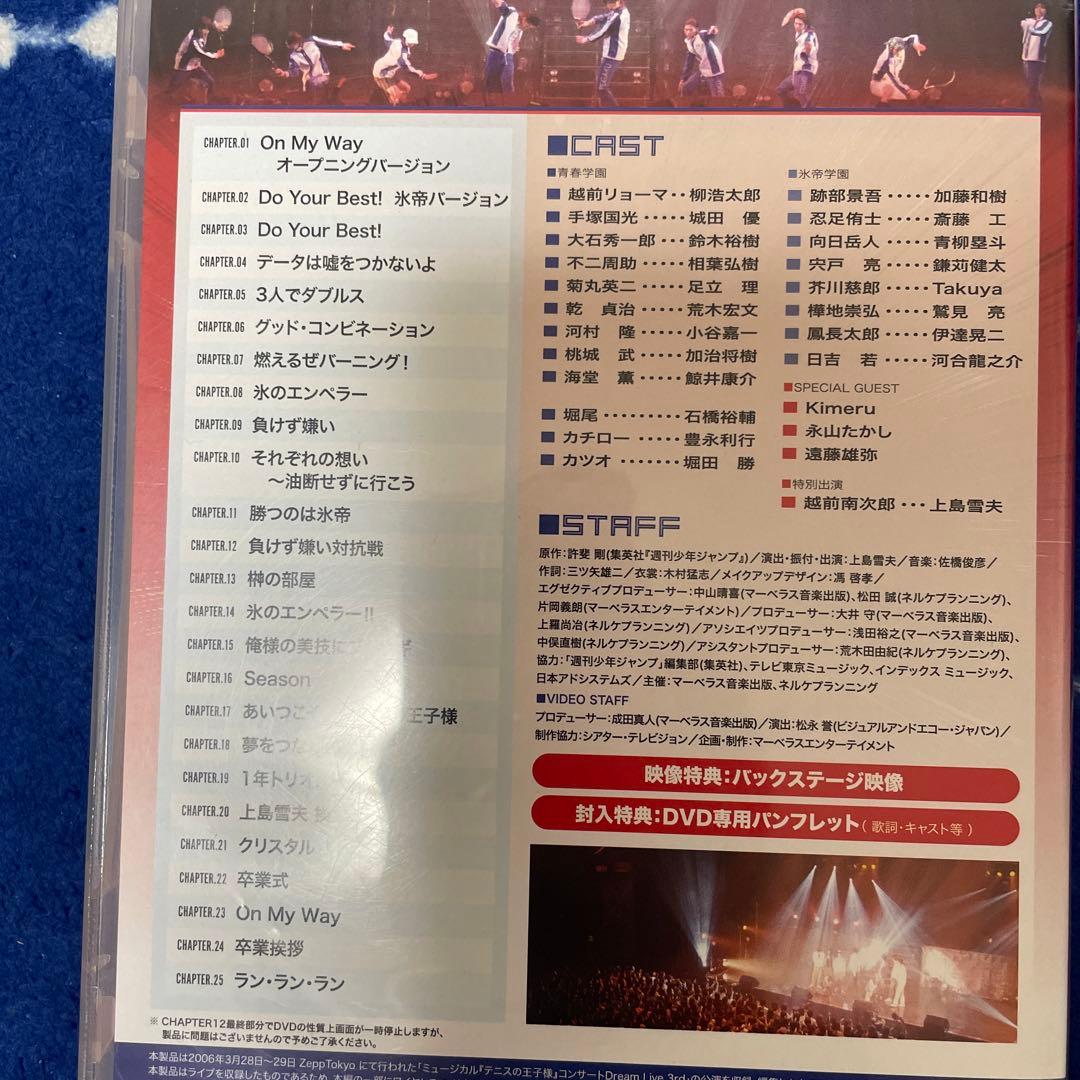 CHAPTER.01 On My Way
オープニングバージョン
CHAPTER.02 Do Your Best! 氷帝バージョン
CHAPTER.03 Do Your Best!
CHAPTER.04 データは嘘をつかないよ
CHAPTER.05 3人でダブルス
CHAPTER.06 グッド・コンビネーション
CHAPTER.07 燃えるぜバーニング!
CHAPTER.08 氷のエンペラー
CHAPTER.09 負けず嫌い
CHAPTER.10 それぞれの想い
〜油断せずに行こう
CHAPTER.11 勝つのは氷帝
CHAPTER.12 負けず嫌い対抗戦
CHAPTER.13 榊の部屋
CHAPTER.14 氷のエンペラー!!
CHAPTER.15 俺様の美技に
CHAPTER.16 Season
CHAPTER.17 あいつこそ 王子様
CHAPTER.18 夢をつな
CHAPTER.19 1年トリオ
CHAPTER.20 上島雪夫
CHAPTER.21 クリスタル
CHAPTER.22 卒業式
CHAPTER.23 On My Way
CHAPTER.24 卒業挨拶
CHAPTER.25 ラン・ラン・ラン
※ CHAPTER12最終部分でDVDの性質上画面が一時停止しますが、
製品に問題はございませんので予めご了承ください。
■CAST
■青春学園
■越前リョーマ・・柳浩太郎
■手塚国光・・・・・城田 優
■大石秀一郎・・・鈴木裕樹
■不二周助・・・・・相葉弘樹
■菊丸英二・・・・・足立 理
■乾 貞治・・・・・荒木宏文
■河村 隆・・・・・小谷嘉一
■桃城 武・・・・・加治将樹
■海堂 薫・・・・・鯨井康介
■堀尾・・・・・・・・・石橋裕輔
■カチロー・・・・・豊永利行
■カツオ・・・・・・・堀田 勝
■氷帝学園
■跡部景吾・・・・・加藤和樹
■忍足侑士・・・・・斎藤 工
■向日岳人・・・・・青柳塁斗
■宍戸 亮・・・・・鎌苅健太
■芥川慈郎・・・・・Takuya
■樺地崇弘・・・・・鷲見 亮
■鳳長太郎・・・・・伊達晃二
■日吉 若・・・・・河合龍之介
■SPECIAL GUEST
■Kimeru
■永山たかし
■遠藤雄弥
■特別出演
■越前南次郎・・・上島雪夫
■STAFF
原作:許斐 剛(集英社『週刊少年ジャンプ』)/演出・振付・出演:上島雪夫/音楽:佐橋俊彦/
作詞:三ツ矢雄二/衣裳:木村猛志/メイクアップデザイン:馮 啓孝/
エグゼクティブプロデューサー:中山晴喜(マーベラス音楽出版)、松田 誠(ネルケプランニング)、
片岡義朗(マーベラスエンターテイメント)/プロデューサー:大井 守(マーベラス音楽出版)、
上羅尚治(ネルケプランニング)/アソシエイツプロデューサー:浅田裕之(マーベラス音楽出版)、
中俣直樹(ネルケプランニング)/アシスタントプロデューサー:荒木田由紀(ネルケプランニング)、
協力:「週刊少年ジャンプ」編集部(集英社)、テレビ東京ミュージック、インデックス ミュージック、
日本アドシステムズ/主催:マーベラス音楽出版、ネルケプランニング
■VIDEO STAFF
プロデューサー:成田真人(マーベラス音楽出版)/演出:松永 誉(ビジュアルアンドエコー・ジャパン)/
制作協力:シアター・テレビジョン/企画・制作:マーベラスエンターテイメント
映像特典:バックステージ映像
封入特典:DVD専用パンフレット(歌詞・キャスト等)
本製品は2006年3月28日〜29日 ZeppTokyo にて行われた「ミュージカル『テニスの王子様』コンサートDream Live 3rd」の公演を収録
本製品はライブを収録したものであるため、本編の一部に